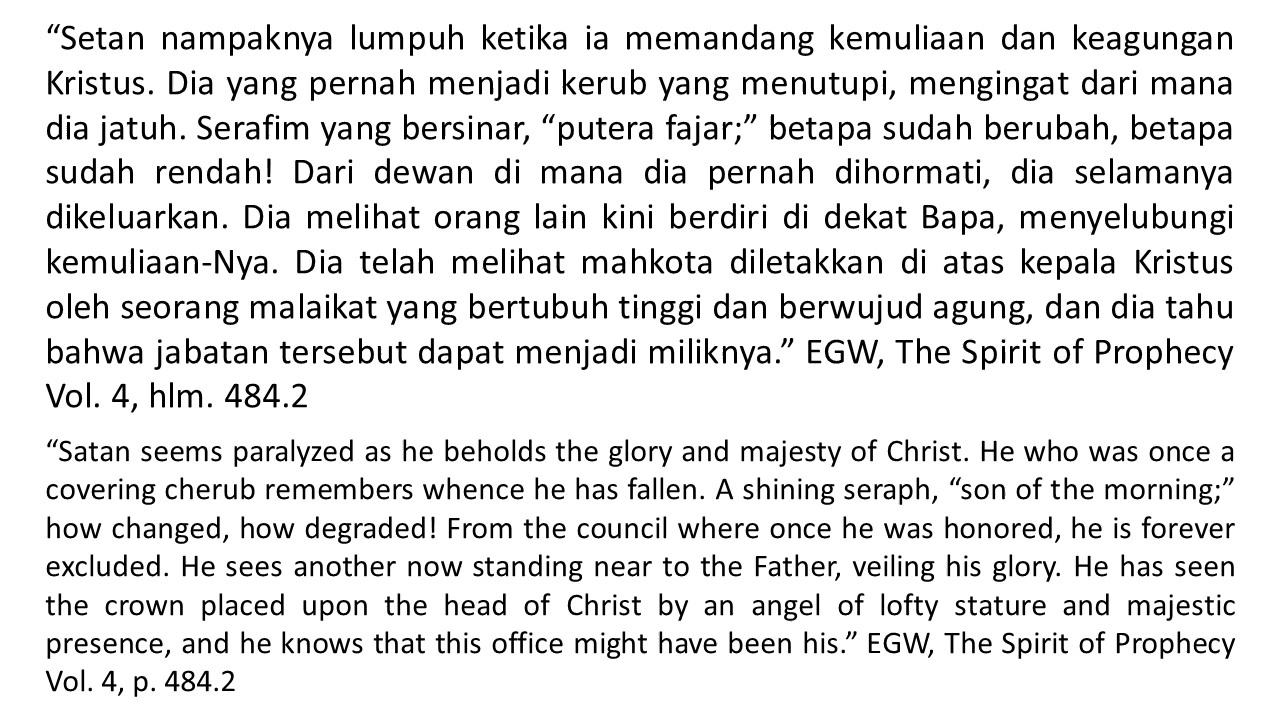 “Setan nampaknya lumpuh ketika ia memandang kemuliaan dan keagungan
Kristus. Dia yang pernah menjadi kerub yang menutupi, mengingat dari mana
dia jatuh. Serafim yang bersinar, “putera fajar;” betapa sudah berubah, betapa
sudah rendah! Dari dewan di mana dia pernah dihormati, dia selamanya
dikeluarkan. Dia melihat orang lain kini berdiri di dekat Bapa, menyelubungi
kemuliaan-Nya. Dia telah melihat mahkota diletakkan di atas kepala Kristus
oleh seorang malaikat yang bertubuh tinggi dan berwujud agung, dan dia tahu
bahwa jabatan tersebut dapat menjadi miliknya.” EGW, The Spirit of Prophecy
Vol. 4, hlm. 484.2
“Satan seems paralyzed as he beholds the glory and majesty of Christ. He who was once a
covering cherub remembers whence he has fallen. A shining seraph, “son of the morning;”
how changed, how degraded! From the council where once he was honored, he is forever
excluded. He sees another now standing near to the Father, veiling his glory. He has seen
the crown placed upon the head of Christ by an angel of lofty stature and majestic
presence, and he knows that this office might have been his.” EGW, The Spirit of Prophecy
Vol. 4, p. 484.2